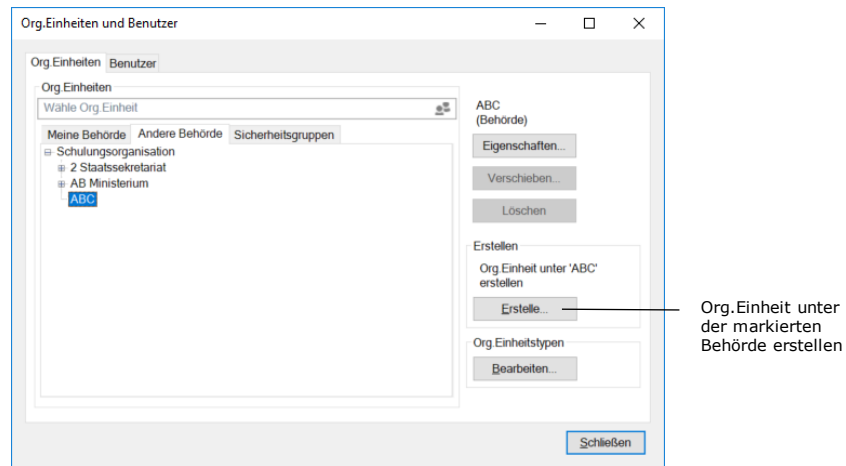 Org.Einheiten und Benutzer
Org.Einheiten Benutzer
Org.Einheiten
Wähle Org.Einheit
Meine Behörde Andere Behörde Sicherheitsgruppen
Schulungsorganisation
2 Staatssekretariat
AB Ministerium
ABC
ABC
(Behörde)
Eigenschaften...
Verschieben...
Löschen
Erstellen
Org.Einheit unter 'ABC'
erstellen
Erstelle...
Org.Einheitstypen
Bearbeiten...
Schließen
Org.Einheit unter
der markierten
Behörde erstellen